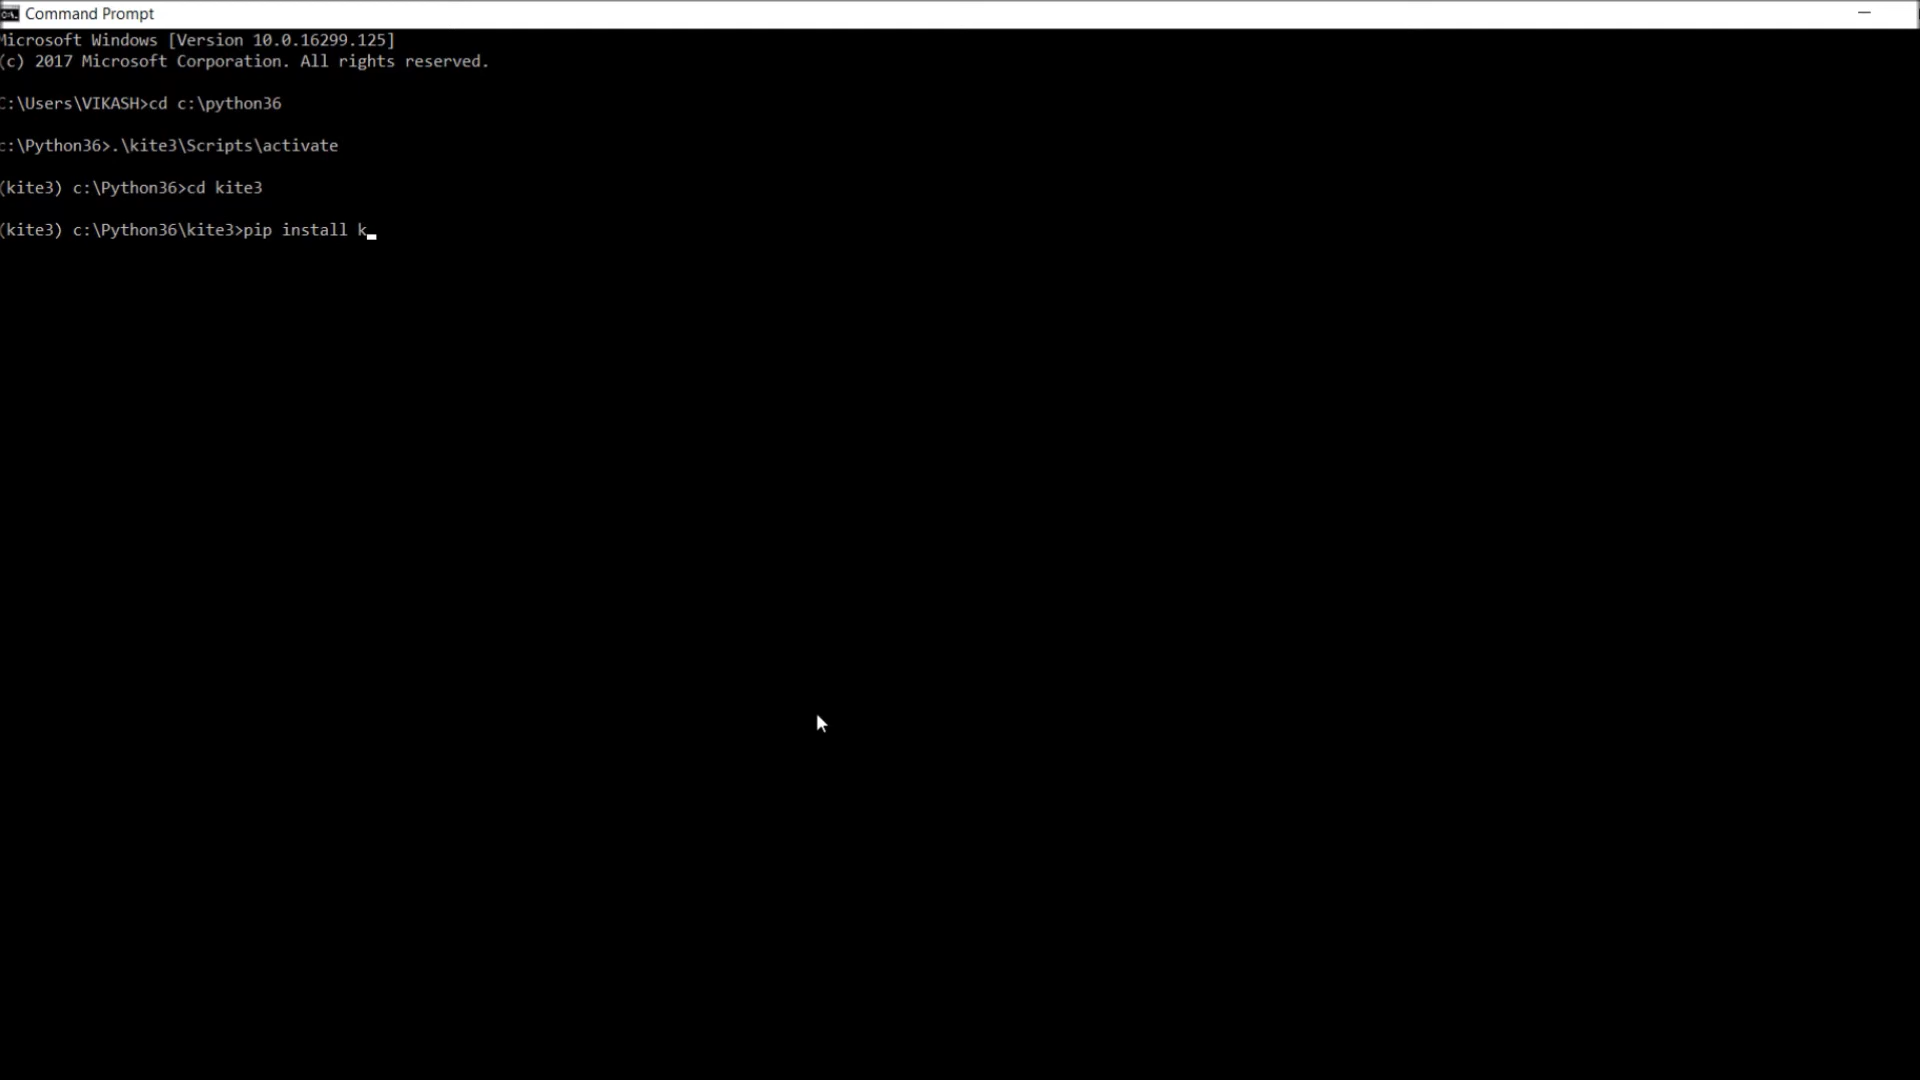 Command Prompt
Microsoft Windows [Version 10.0.16299.125]
(c) 2017 Microsoft Corporation. All rights reserved.
C:\Users\VIKASH>cd c:\python36
c:\Python36>.\kite3\Scripts\activate
(kite3) c:\Python36>cd kite3
(kite3) c:\Python36\kite3>pip install k